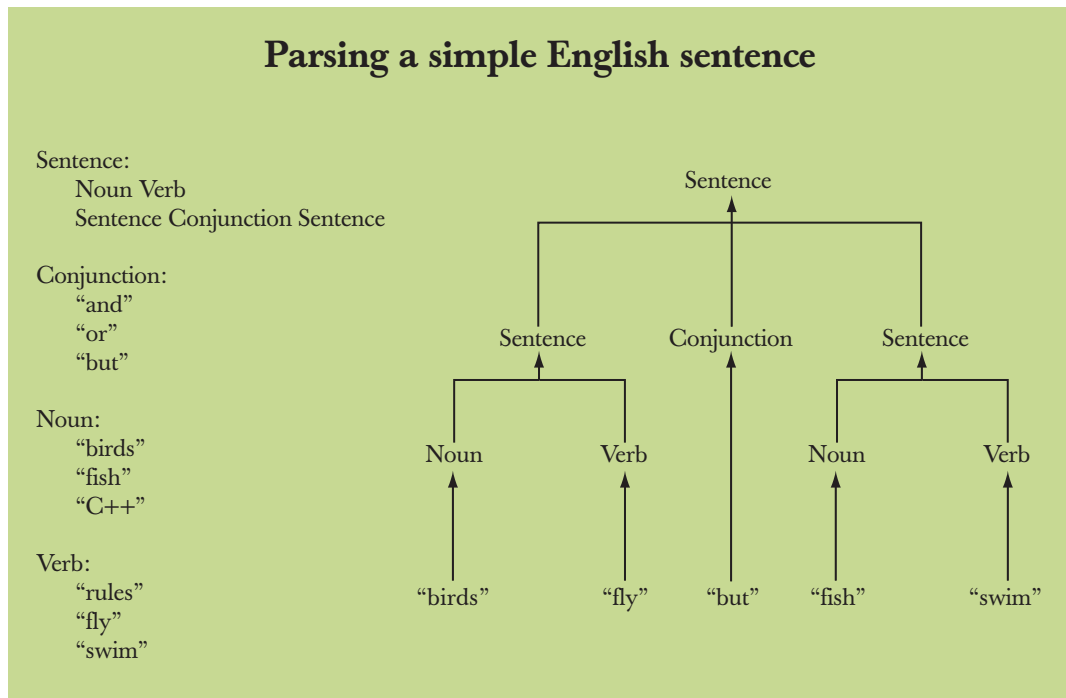 Parsing a simple English sentence
Sentence:
Noun Verb
Sentence Conjunction Sentence
Conjunction:
“and”
“or”
“but”
Noun:
“birds”
“fish”
“C++”
Verb:
“rules”
“fly”
“swim”
Sentence
Sentence Conjunction Sentence
Noun Verb Noun Verb
“birds” “fly” “but” “fish” “swim”